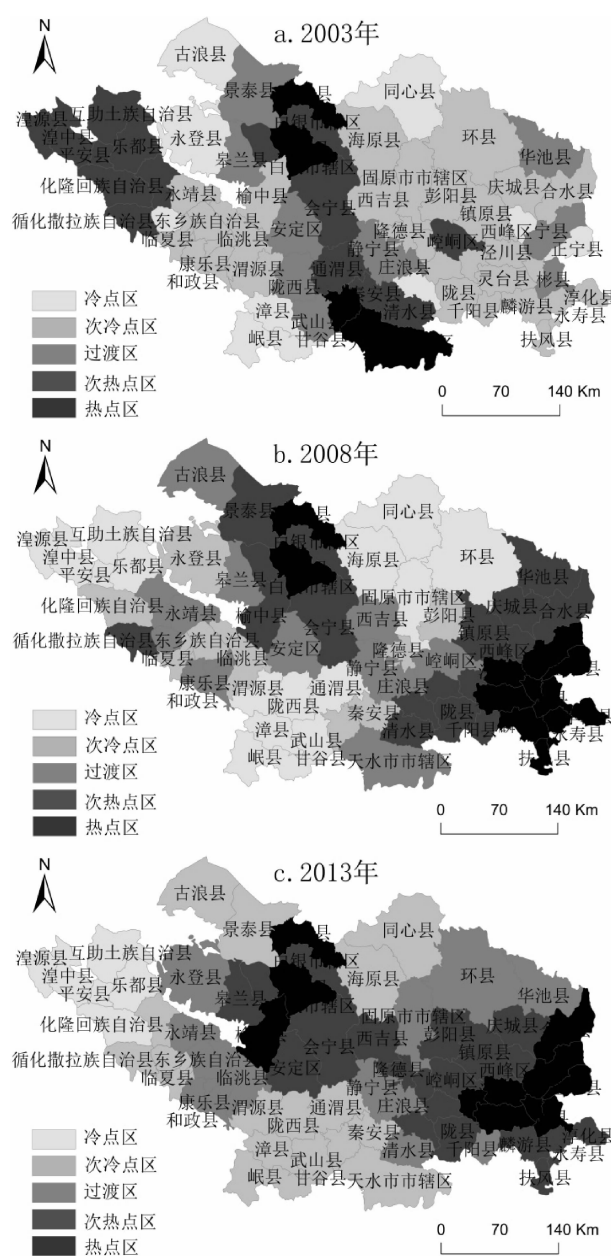 N
a. 2003年
古浪县
景泰县
同心县
互助土族自治县
湟源县
湟中县
乐都县
平安县
永登县
皋兰县
海原县
环县
华池县
化隆回族自治县
永靖县
榆中县
会宁县
固原市市辖区
西吉县
彭阳县
庆城县
合水县
镇原县
循化撒拉族自治县
东乡族自治县
临夏县
临洮县
安定区
隆德县
崆峒区
西峰区
宁县
静宁县
泾川县
正宁县
康乐县
渭源县
通渭县
庄浪县
灵台县
彬县
和政县
陇西县
陇县
淳化县
漳县
武山县
清水县
千阳县
麟游县
永寿县
岷县
甘谷县
扶风县
冷点区
次冷点区
过渡区
次热点区
热点区
0 70 140 Km
N
b. 2008年
古浪县
景泰县
同心县
湟源县
互助土族自治县
湟中县
乐都县
平安县
永登县
皋兰县
海原县
环县
华池县
化隆回族自治县
永靖县
榆中县
会宁县
固原市市辖区
西吉县
彭阳县
庆城县
合水县
镇原县
循化撒拉族自治县
东乡族自治县
临夏县
临洮县
安定区
隆德县
崆峒区
西峰区
静宁县
康乐县
渭源县
通渭县
庄浪县
和政县
陇西县
秦安县
陇县
漳县
武山县
清水县
千阳县
永寿县
岷县
甘谷县
天水市市辖区
冷点区
次冷点区
过渡区
次热点区
热点区
0 70 140 Km
N
c. 2013年
古浪县
景泰县
同心县
湟源县
互助土族自治县
湟中县
乐都县
平安县
永登县
皋兰县
海原县
环县
华池县
化隆回族自治县
永靖县
会宁县
固原市市辖区
西吉县
彭阳县
庆城县
镇原县
循化撒拉族自治县
东乡族自治县
临夏县
临洮县
安定区
隆德县
崆峒区
西峰区
静宁县
康乐县
渭源县
通渭县
庄浪县
和政县
陇西县
秦安县
陇县
淳化县
漳县
武山县
清水县
千阳县
麟游县
永寿县
岷县
甘谷县
天水市市辖区
扶风县
冷点区
次冷点区
过渡区
次热点区
热点区
0 70 140 Km